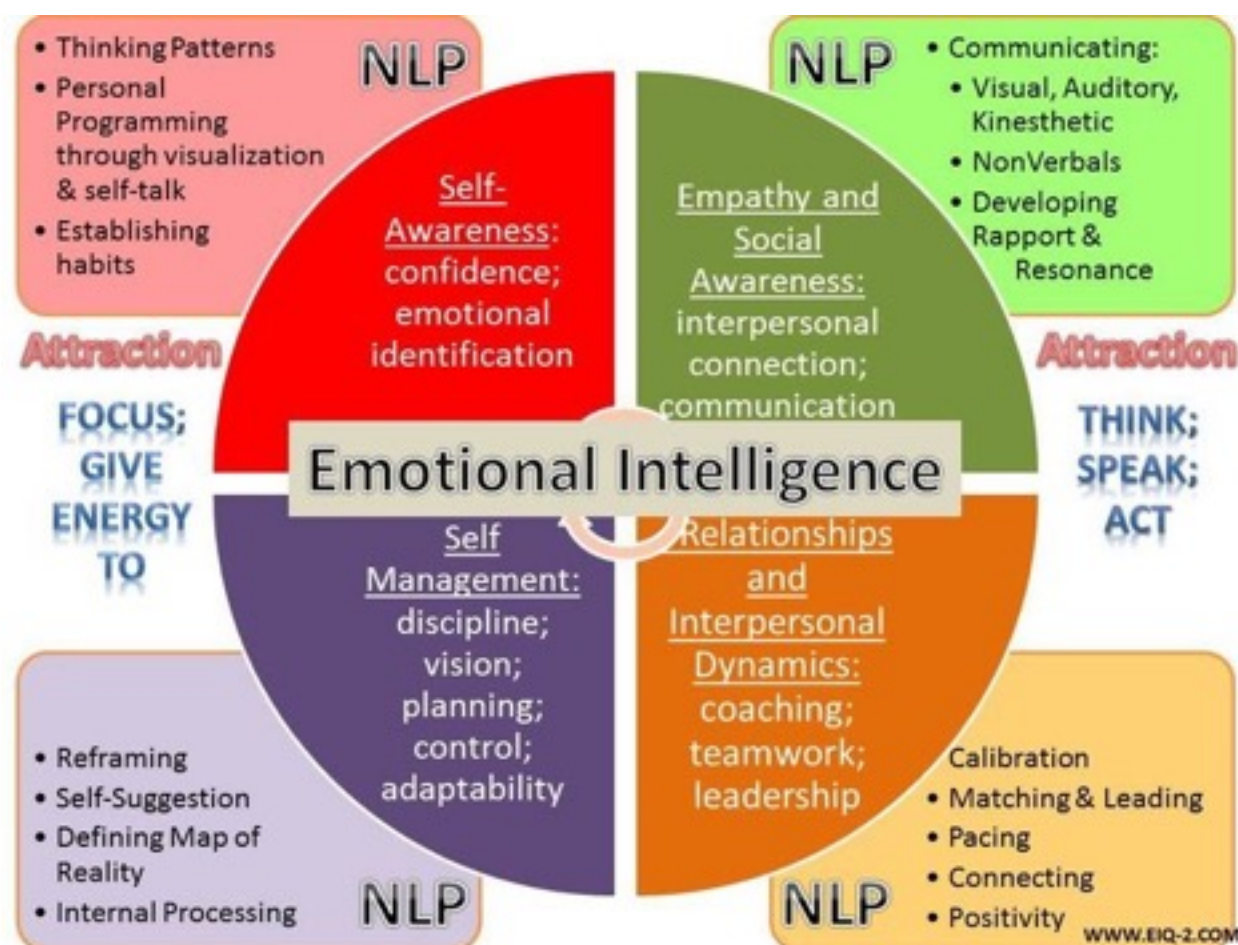 • Thinking Patterns
• Personal
Programming
through visualization
& self-talk
• Establishing
habits
NLP
NLP
• Communicating:
• Visual, Auditory,
Kinesthetic
• NonVerbals
• Developing
Rapport &
Resonance
Self-
Awareness:
confidence;
emotional
identification
Empathy and
Social
Awareness:
interpersonal
connection;
communication
Attraction
FOCUS;
GIVE
ENERGY
TO
Attraction
THINK;
SPEAK;
ACT
Emotional Intelligence
Self
Management:
discipline;
vision;
planning;
control;
adaptability
Relationships
and
Interpersonal
Dynamics:
coaching;
teamwork;
leadership
• Reframing
• Self-Suggestion
• Defining Map of
Reality
• Internal Processing
NLP
NLP
Calibration
• Matching & Leading
• Pacing
• Connecting
• Positivity
WWW.EIQ-2.COM